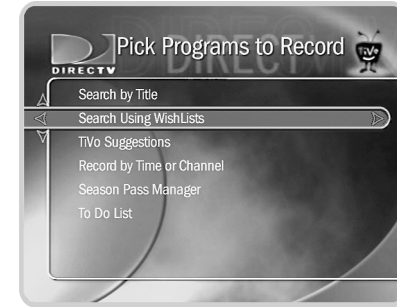 DIRECTV
Pick Programs to Record
TiVo
DIRECTV
Search by Title
Search Using WishLists
TiVo Suggestions
Record by Time or Channel
Season Pass Manager
To Do List